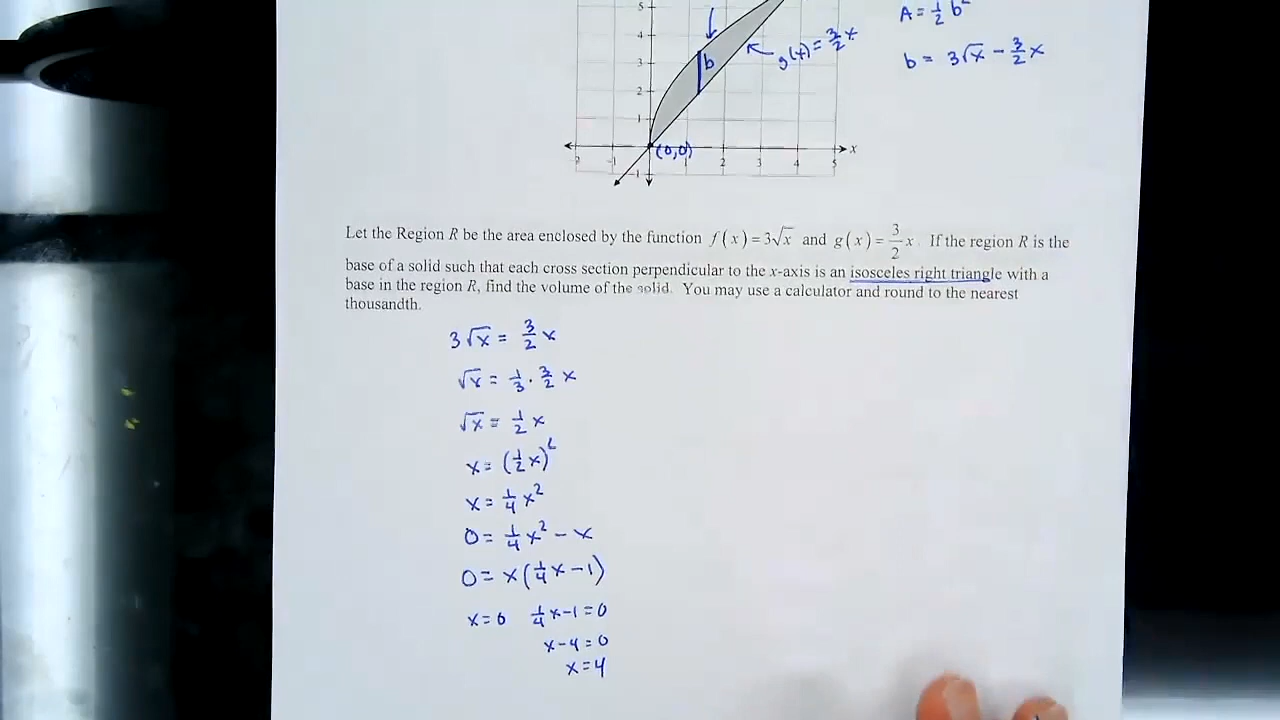 5
A = 1/2 b²
4
g(x) = 3/2 x
3
b
b = 3√x − 3/2 x
2
1
(0,0)
-1 2 3 4 5 x
-1
Let the Region R be the area enclosed by the function f(x) = 3√x and g(x) = 3/2 x. If the region R is the
base of a solid such that each cross section perpendicular to the x-axis is an isosceles right triangle with a
base in the region R, find the volume of the solid. You may use a calculator and round to the nearest
thousandth.
3√x = 3/2 x
√x = 1/3 · 3/2 x
√x = 1/2 x
x = (1/2 x)²
x = 1/4 x²
0 = 1/4 x² − x
0 = x(1/4 x − 1)
x = 0 1/4 x − 1 = 0
x − 4 = 0
x = 4